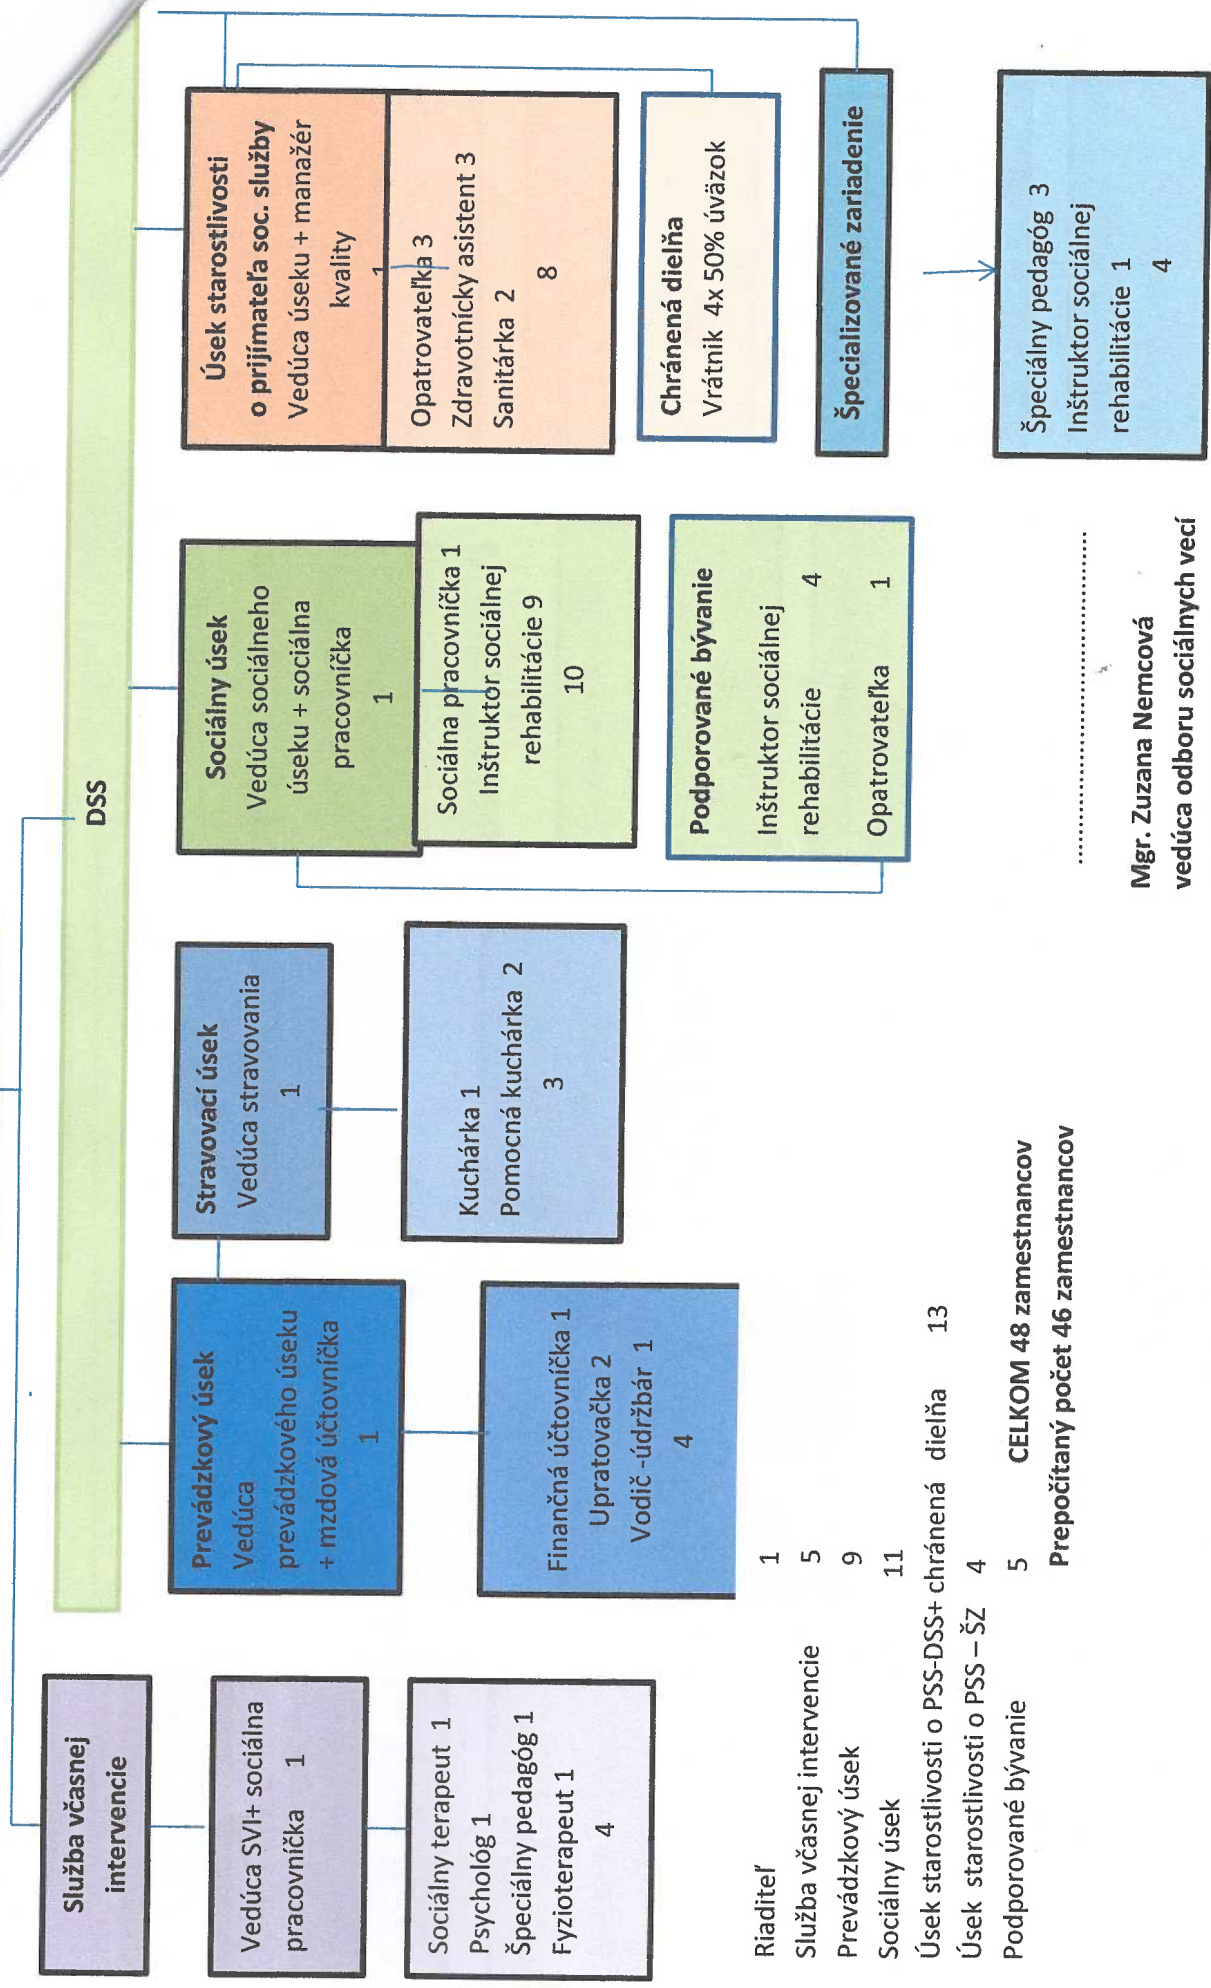 DSS
Služba včasnej
intervencie
Vedúca SVI+ sociálna
pracovníčka 1
Sociálny terapeut 1
Psychológ 1
Špeciálny pedagóg 1
Fyzioterapeut 1
4
Prevádzkový úsek
Vedúca
prevádzkového úseku
+ mzdová účtovníčka
1
Finančná účtovníčka 1
Upratovačka 2
Vodič -údržbár 1
4
Stravovací úsek
Vedúca stravovania
1
Kuchárka 1
Pomocná kuchárka 2
3
Sociálny úsek
Vedúca sociálneho
úseku + sociálna
pracovníčka
1
Sociálna pracovníčka 1
Inštruktor sociálnej
rehabilitácie 9
10
Podporované bývanie
Inštruktor sociálnej
rehabilitácie 4
Opatrovateľka 1
Úsek starostlivosti
o prijímateľa soc. služby
Vedúca úseku + manažér
kvality
1
Opatrovateľka 3
Zdravotnícky asistent 3
Sanitárka 2
8
Chránená dielňa
Vrátnik 4x 50% úväzok
Špecializované zariadenie
Špeciálny pedagóg 3
Inštruktor sociálnej
rehabilitácie 1
4
Riaditeľ 1
Služba včasnej intervencie 5
Prevádzkový úsek 9
Sociálny úsek 11
Úsek starostlivosti o PSS-DSS+ chránená dielňa 13
Úsek starostlivosti o PSS – ŠZ 4
Podporované bývanie 5 CELKOM 48 zamestnancov
Prepočítaný počet 46 zamestnancov
........................................
Mgr. Zuzana Nemcová
vedúca odboru sociálnych vecí